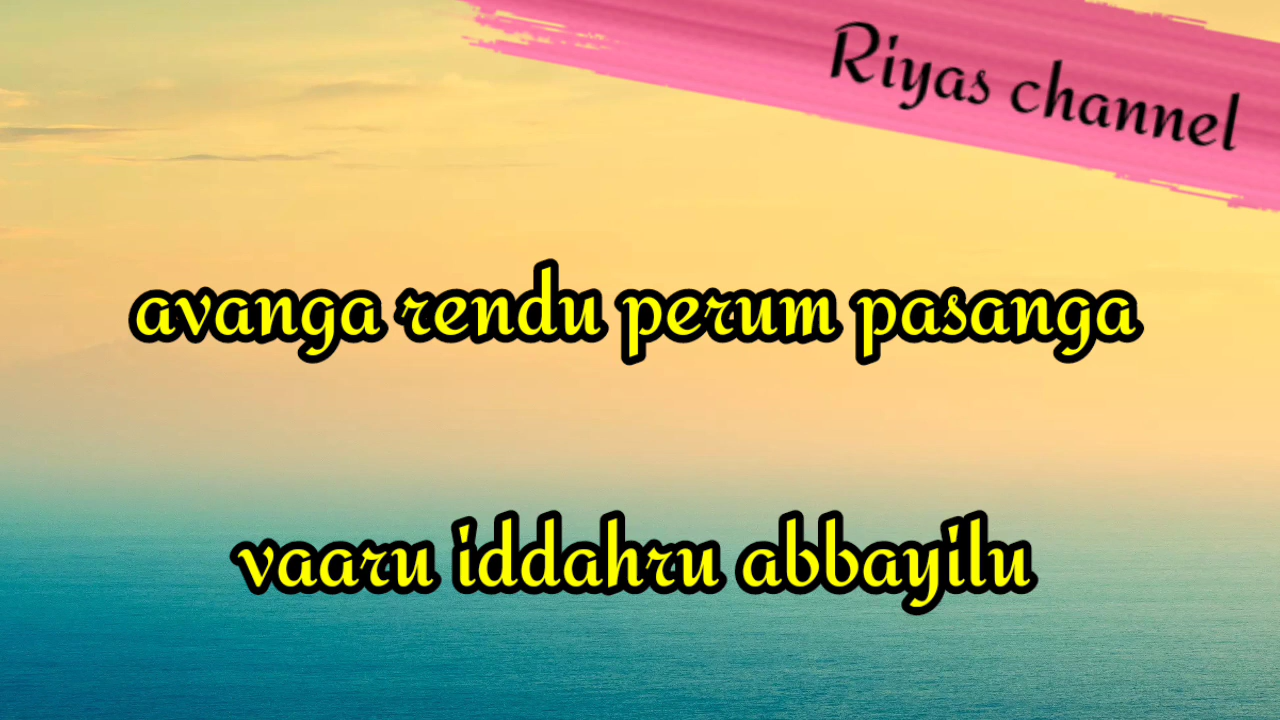 Riyas channel
avanga rendu perum pasanga
vaaru iddahru abbayilu